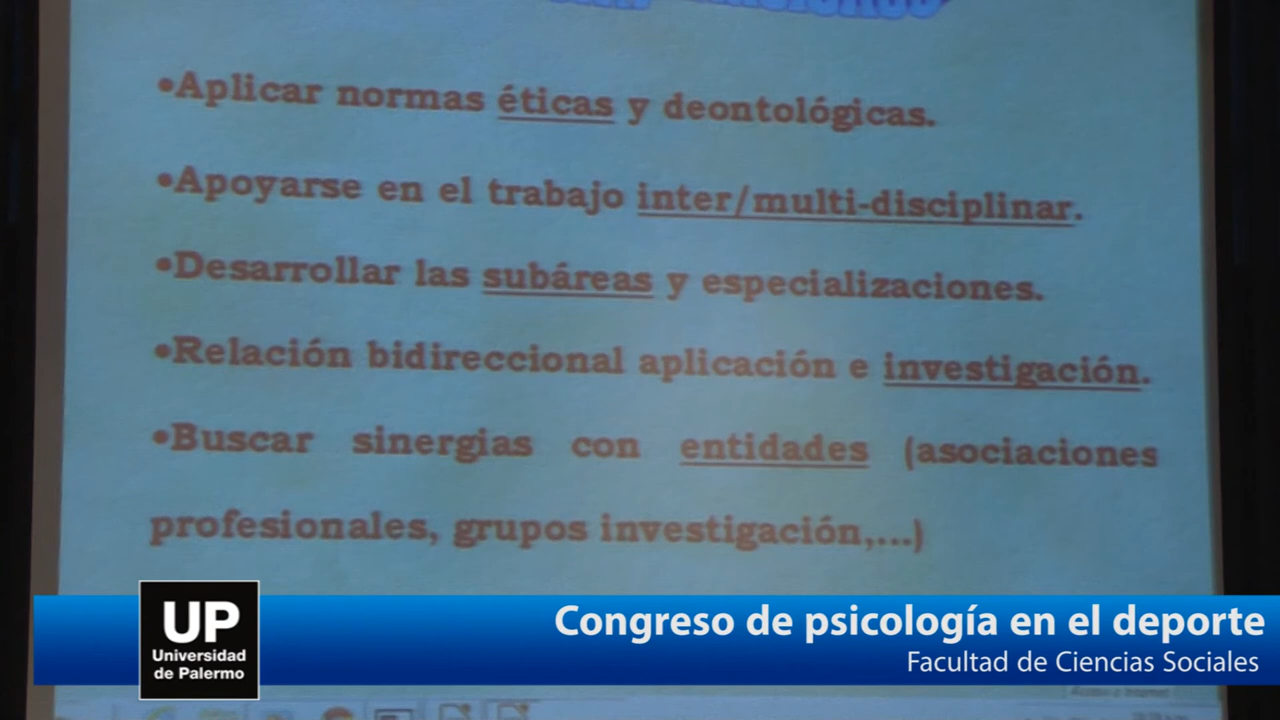 •Aplicar normas éticas y deontológicas.
•Apoyarse en el trabajo inter/multi-disciplinar.
•Desarrollar las subáreas y especializaciones.
•Relación bidireccional aplicación e investigación.
•Buscar sinergias con entidades (asociaciones
profesionales, grupos investigación,...)
UP
Universidad
de Palermo
Congreso de psicología en el deporte
Facultad de Ciencias Sociales